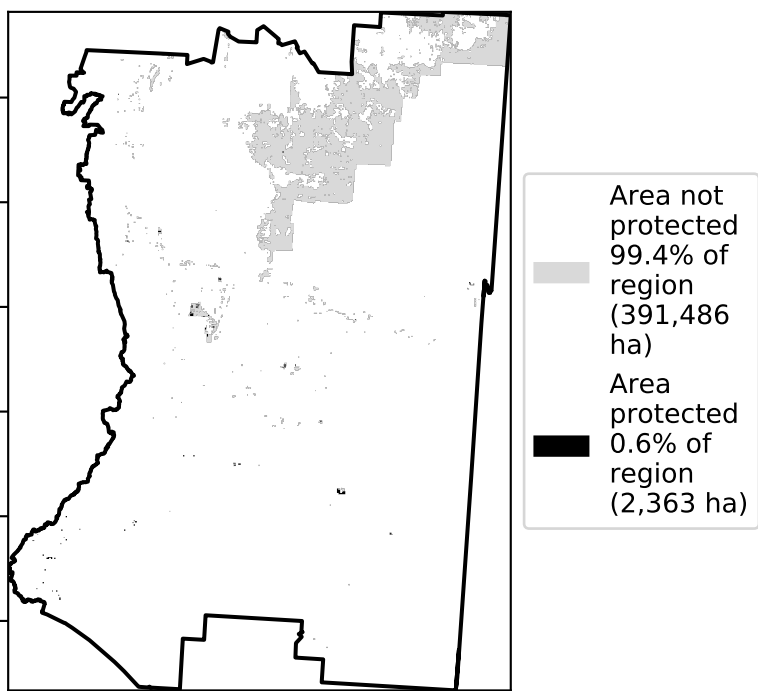 Area not
protected
99.4% of
region
(391,486
ha)
Area
protected
0.6% of
region
(2,363 ha)